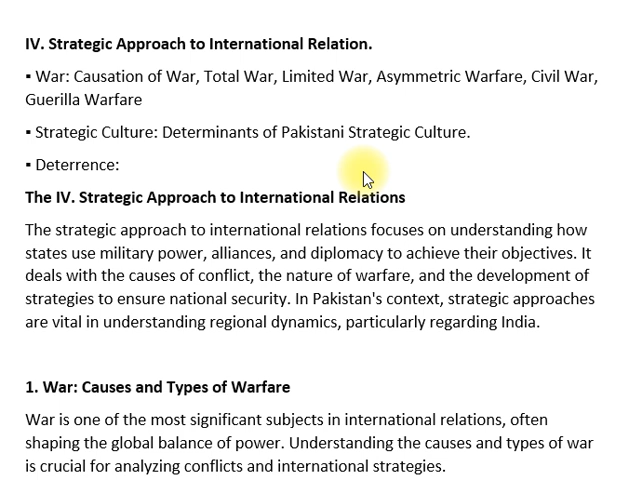 IV. Strategic Approach to International Relation.
▪ War: Causation of War, Total War, Limited War, Asymmetric Warfare, Civil War,
Guerilla Warfare
▪ Strategic Culture: Determinants of Pakistani Strategic Culture.
▪ Deterrence:
The IV. Strategic Approach to International Relations
The strategic approach to international relations focuses on understanding how
states use military power, alliances, and diplomacy to achieve their objectives. It
deals with the causes of conflict, the nature of warfare, and the development of
strategies to ensure national security. In Pakistan's context, strategic approaches
are vital in understanding regional dynamics, particularly regarding India.
1. War: Causes and Types of Warfare
War is one of the most significant subjects in international relations, often
shaping the global balance of power. Understanding the causes and types of war
is crucial for analyzing conflicts and international strategies.